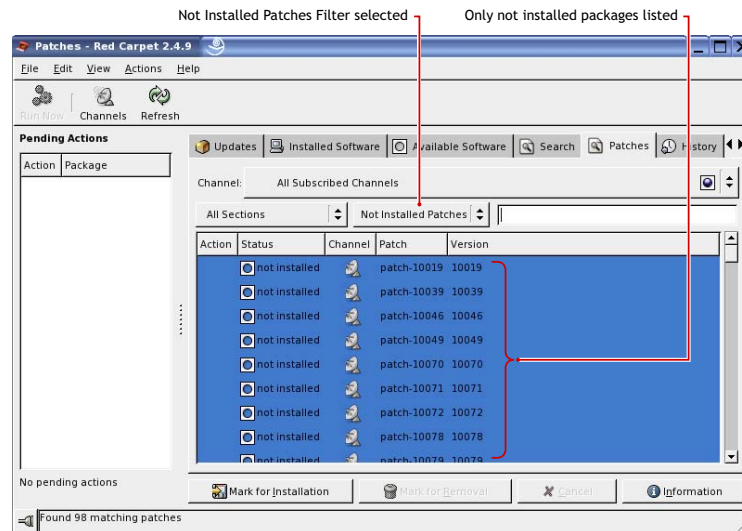 Not Installed Patches Filter selected
Only not installed packages listed
Patches - Red Carpet 2.4.9
File Edit View Actions Help
Run Now Channels Refresh
Pending Actions
Action Package
No pending actions
Updates Installed Software Available Software Search Patches History
Channel: All Subscribed Channels
All Sections Not Installed Patches
Action Status Channel Patch Version
not installed patch-10019 10019
not installed patch-10039 10039
not installed patch-10046 10046
not installed patch-10049 10049
not installed patch-10070 10070
not installed patch-10071 10071
not installed patch-10072 10072
not installed patch-10078 10078
not installed patch-10079 10079
Mark for Installation Mark for Removal Cancel Information
Found 98 matching patches